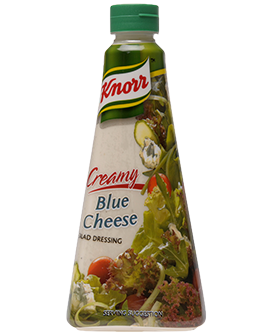 Knorr
Creamy
Blue
Cheese
SALAD DRESSING
SERVING SUGGESTION